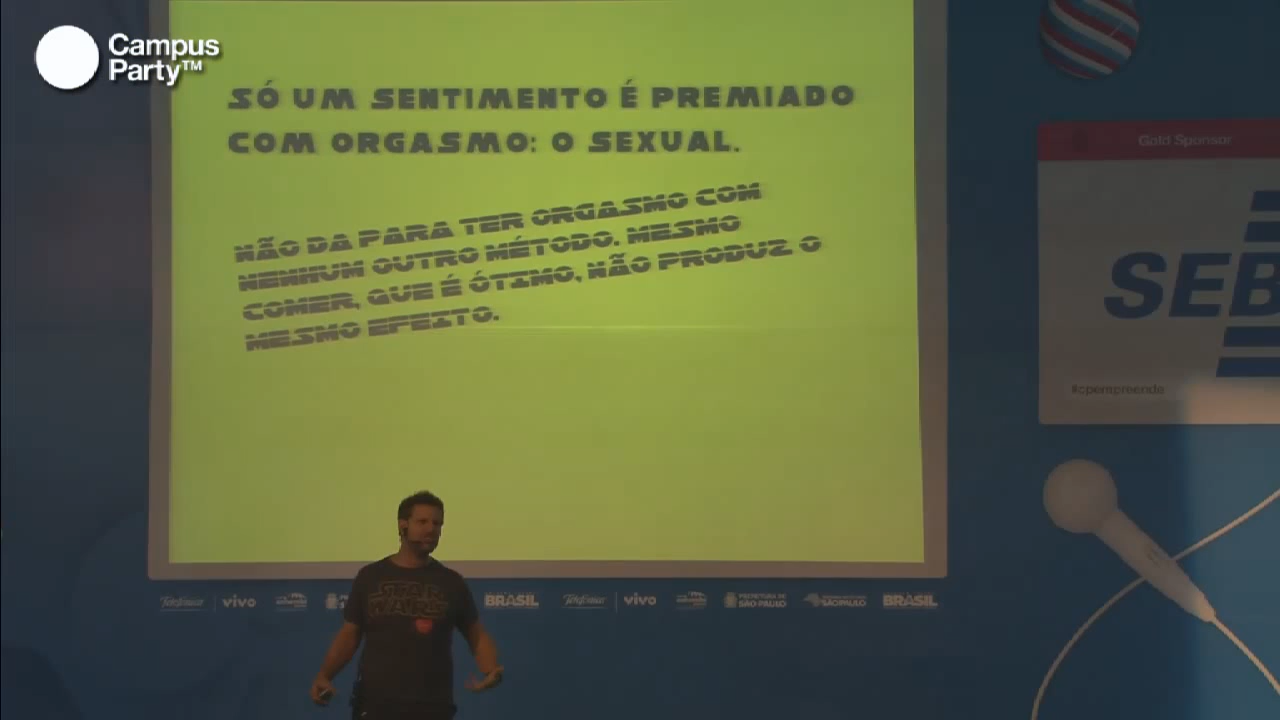 Campus
Party™
SÓ UM SENTIMENTO É PREMIADO
COM ORGASMO: O SEXUAL.
NÃO DA PARA TER ORGASMO COM
NENHUM OUTRO MÉTODO. MESMO
COMER, QUE É ÓTIMO, NÃO PRODUZ O
MESMO EFEITO.
Gold Sponsor
SEB
#cpempreende
STAR
WARS
Telefónica vivo BRASIL Telefónica vivo PREFEITURA DE SÃO PAULO SÃO PAULO BRASIL